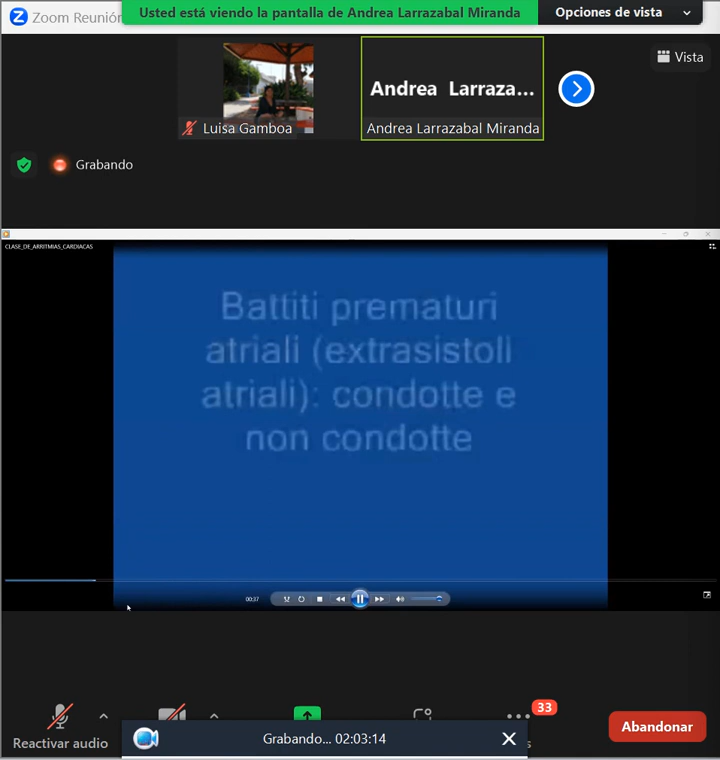 Zoom Reunión
Usted está viendo la pantalla de Andrea Larrazabal Miranda
Opciones de vista
Luisa Gamboa
Andrea Larraza...
Andrea Larrazabal Miranda
Vista
Grabando
CLASE_DE_ARRITMIAS_CARDIACAS
Battiti prematuri
atriali (extrasistoli
atriali): condotte e
non condotte
00:37
33
Reactivar audio
Grabando... 02:03:14
Abandonar